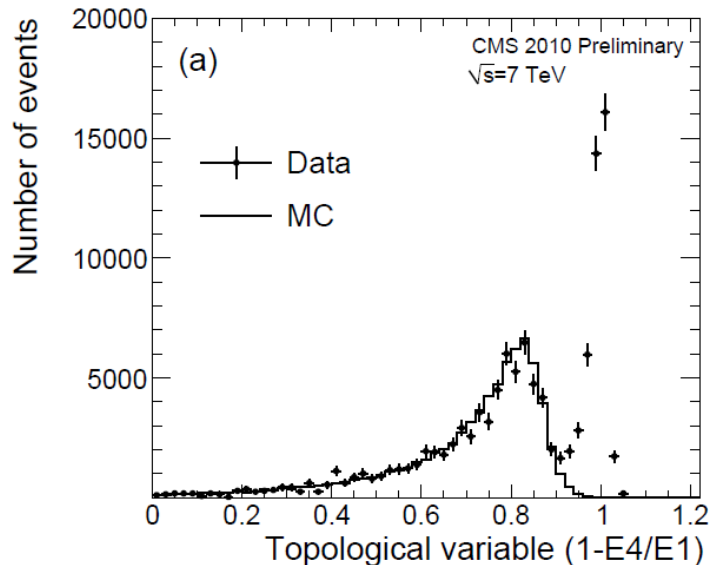 20000
(a)
CMS 2010 Preliminary
√s=7 TeV
Number of events
15000
Data
MC
10000
5000
0 0.2 0.4 0.6 0.8 1 1.2
Topological variable (1-E4/E1)